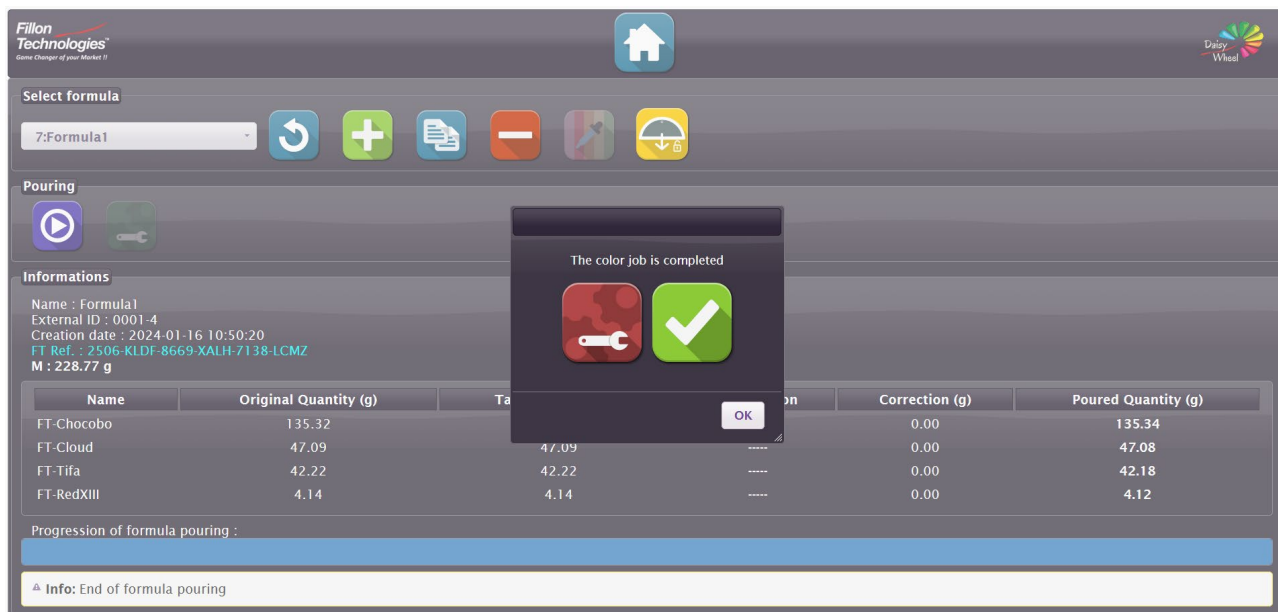 Fillon
Technologies
Game Changer of your Market !!
Daisy
Wheel
Select formula
7:Formula1
Pouring
The color job is completed
OK
Informations
Name : Formula1
External ID : 0001-4
Creation date : 2024-01-16 10:50:20
FT Ref. : 2506-KLDF-8669-XALH-7138-LCMZ
M : 228.77 g
Name Original Quantity (g) Ta on Correction (g) Poured Quantity (g)
FT-Chocobo 135.32 0.00 135.34
FT-Cloud 47.09 47.09 ----- 0.00 47.08
FT-Tifa 42.22 42.22 ----- 0.00 42.18
FT-RedXIII 4.14 4.14 ----- 0.00 4.12
Progression of formula pouring :
Info: End of formula pouring